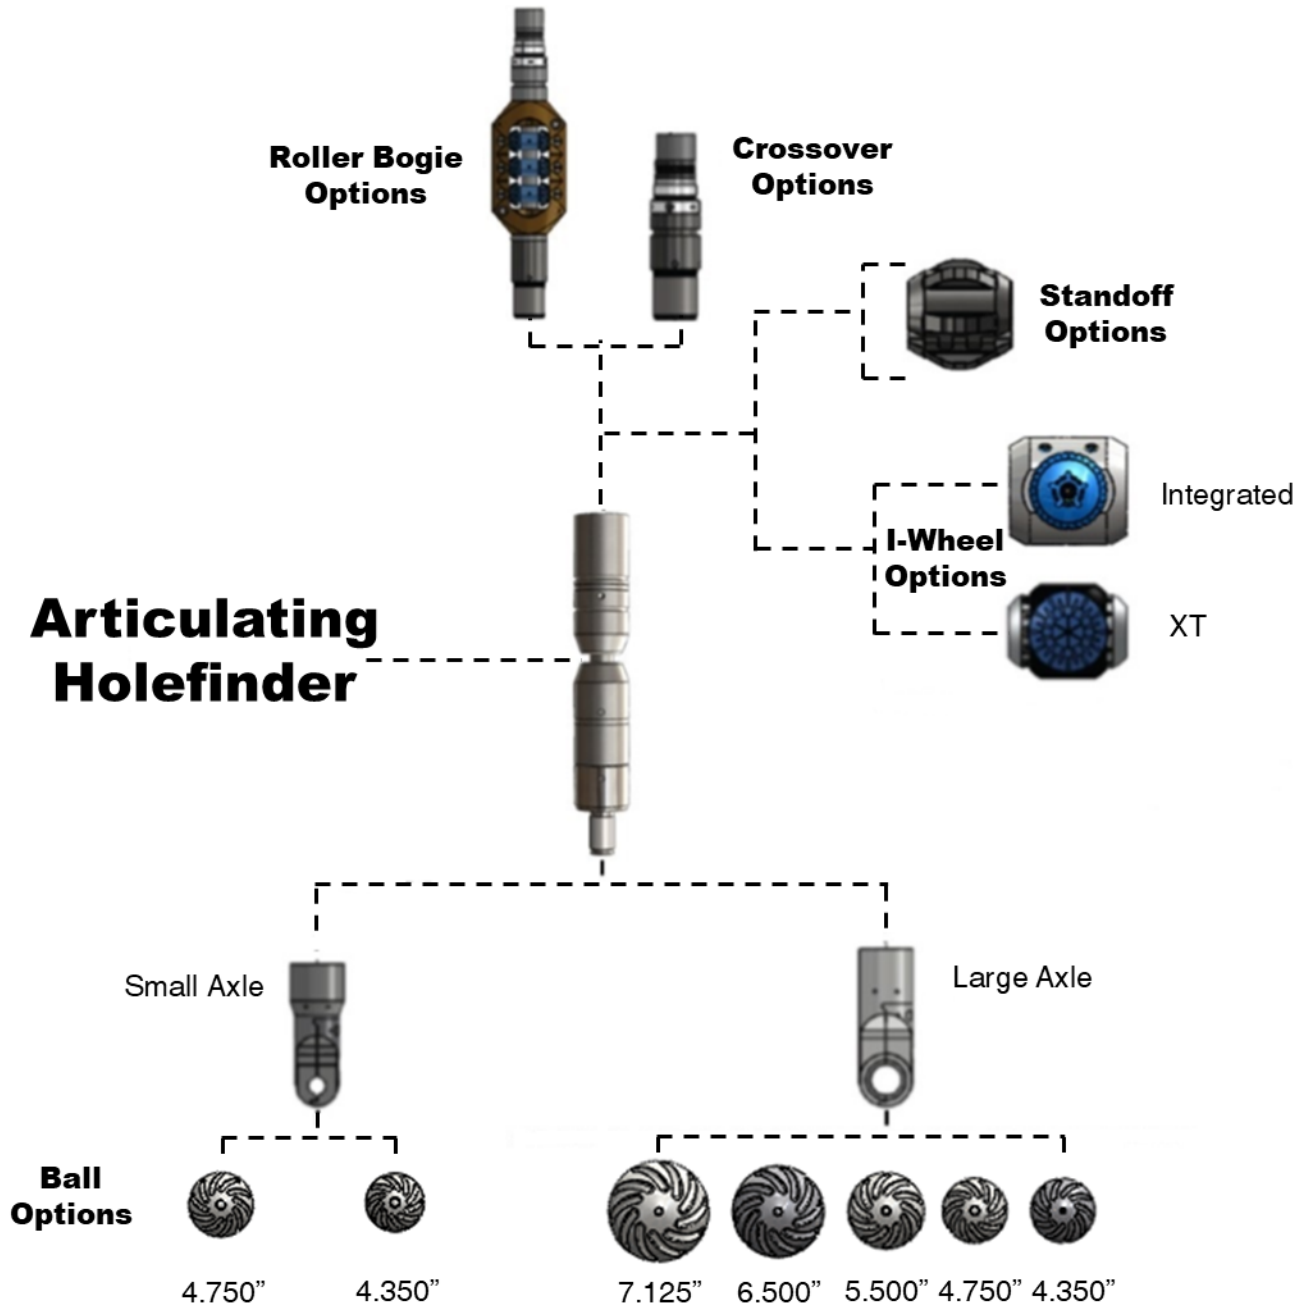 Roller Bogie
Options
Crossover
Options
Standoff
Options
Integrated
I-Wheel
Options
XT
Articulating
Holefinder
Small Axle
Large Axle
Ball
Options
4.750”
4.350”
7.125”
6.500”
5.500”
4.750”
4.350”